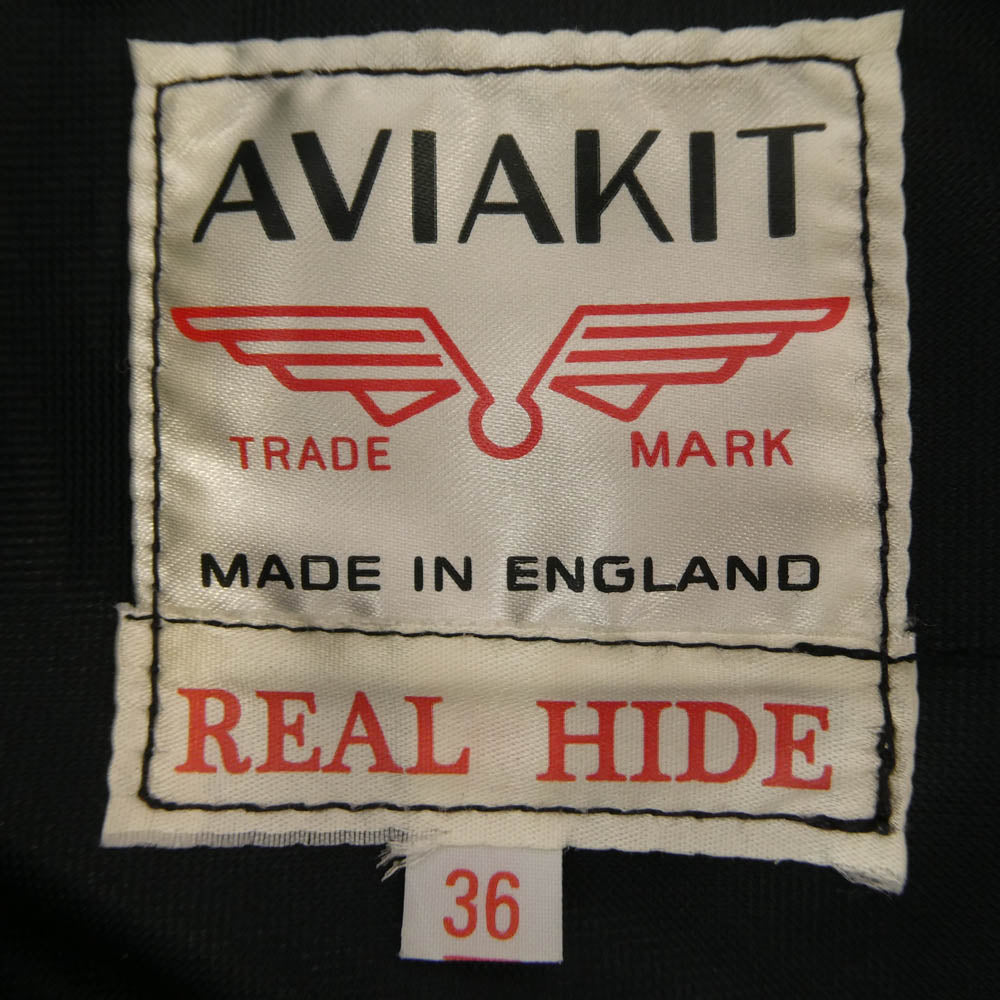 AVIAKIT
TRADE MARK
MADE IN ENGLAND
REAL HIDE
36